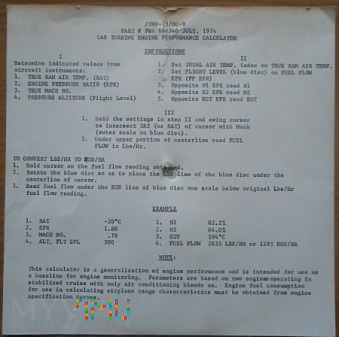 JT8D-15/DC-9
PART # PWA 86634D JULY, 1974
GAS TURBINE ENGINE PERFORMANCE CALCULATOR
INSTRUCTIONS
I
Determine indicated values from
aircraft instruments:
1. TRUE RAM AIR TEMP. (RAT)
2. ENGINE PRESSURE RATIO (EPR)
3. TRUE MACH NO.
4. PRESSURE ALTITUDE (Flight Level)
II
1. Set TOTAL AIR TEMP. index on TRUE RAM AIR TEMP.
2. Set FLIGHT LEVEL (blue disc) on FUEL FLOW
EPR (FF EPR)
3. Opposite N1 EPR read N1
4. Opposite N2 EPR read N2
5. Opposite EGT EPR read EGT
III
1. Hold the settings in step II and swing cursor
to intersect TAT (or RAT) of cursor with Mach
(outer scale on blue disc).
2. Under upper portion of centerline read FUEL
FLOW in Lbs/Hr.
TO CONVERT LBS/HR TO KGS/HR
1. Hold cursor on the fuel flow reading
2. Rotate the blue disc so as to place the line of the blue disc under the
centerline of cursor.
3. Read fuel flow under the KGS line of blue disc one scale below original Lbs/Hr
fuel flow reading.
EXAMPLE
1. RAT -20°C
2. EPR 1.80
3. MACH NO. .78
4. ALT, FLT LVL 300
1. N1 82.2%
2. N2 84.0%
3. EGT 394°C
4. FUEL FLOW 2855 LBS/HR or 1295 KGS/HR
NOTE:
This calculator is a generalization of engine performance and is intended for use as
a baseline for engine monitoring. Parameters are based on two engine operating in
stabilized cruise with only air conditioning bleeds on. Engine fuel consumption
for use in calculating airplane range characteristics must be obtained from engine
specification curves.